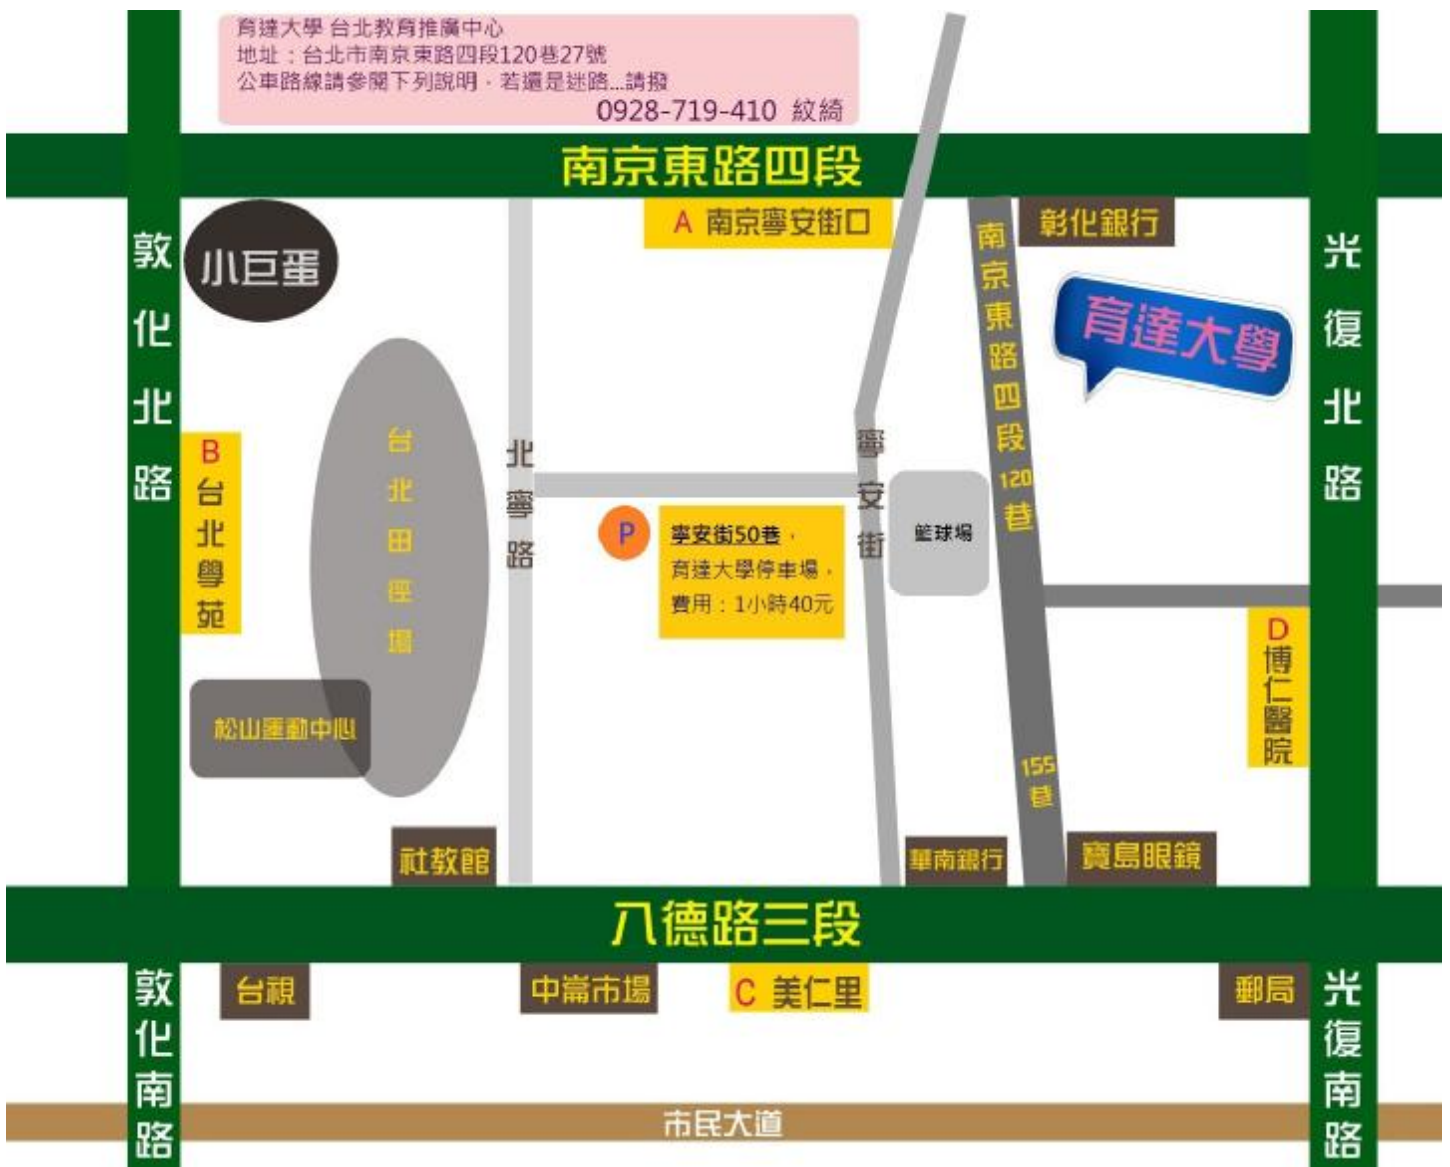 育達大學 台北教育推廣中心
地址：台北市南京東路四段120巷27號
公車路線請參閱下列說明，若還是迷路...請撥
0928-719-410 紋綺
南京東路四段
A 南京寧安街口
彰化銀行
敦化北路
小巨蛋
南京東路四段120巷
育達大學
光復北路
B 台北學苑
台北田徑場
北寧路
寧安街
P
寧安街50巷，
育達大學停車場，
費用：1小時40元
籃球場
D 博仁醫院
松山運動中心
155巷
社教館
華南銀行
寶島眼鏡
八德路三段
敦化南路
台視
中崙市場
C 美仁里
郵局
光復南路
市民大道